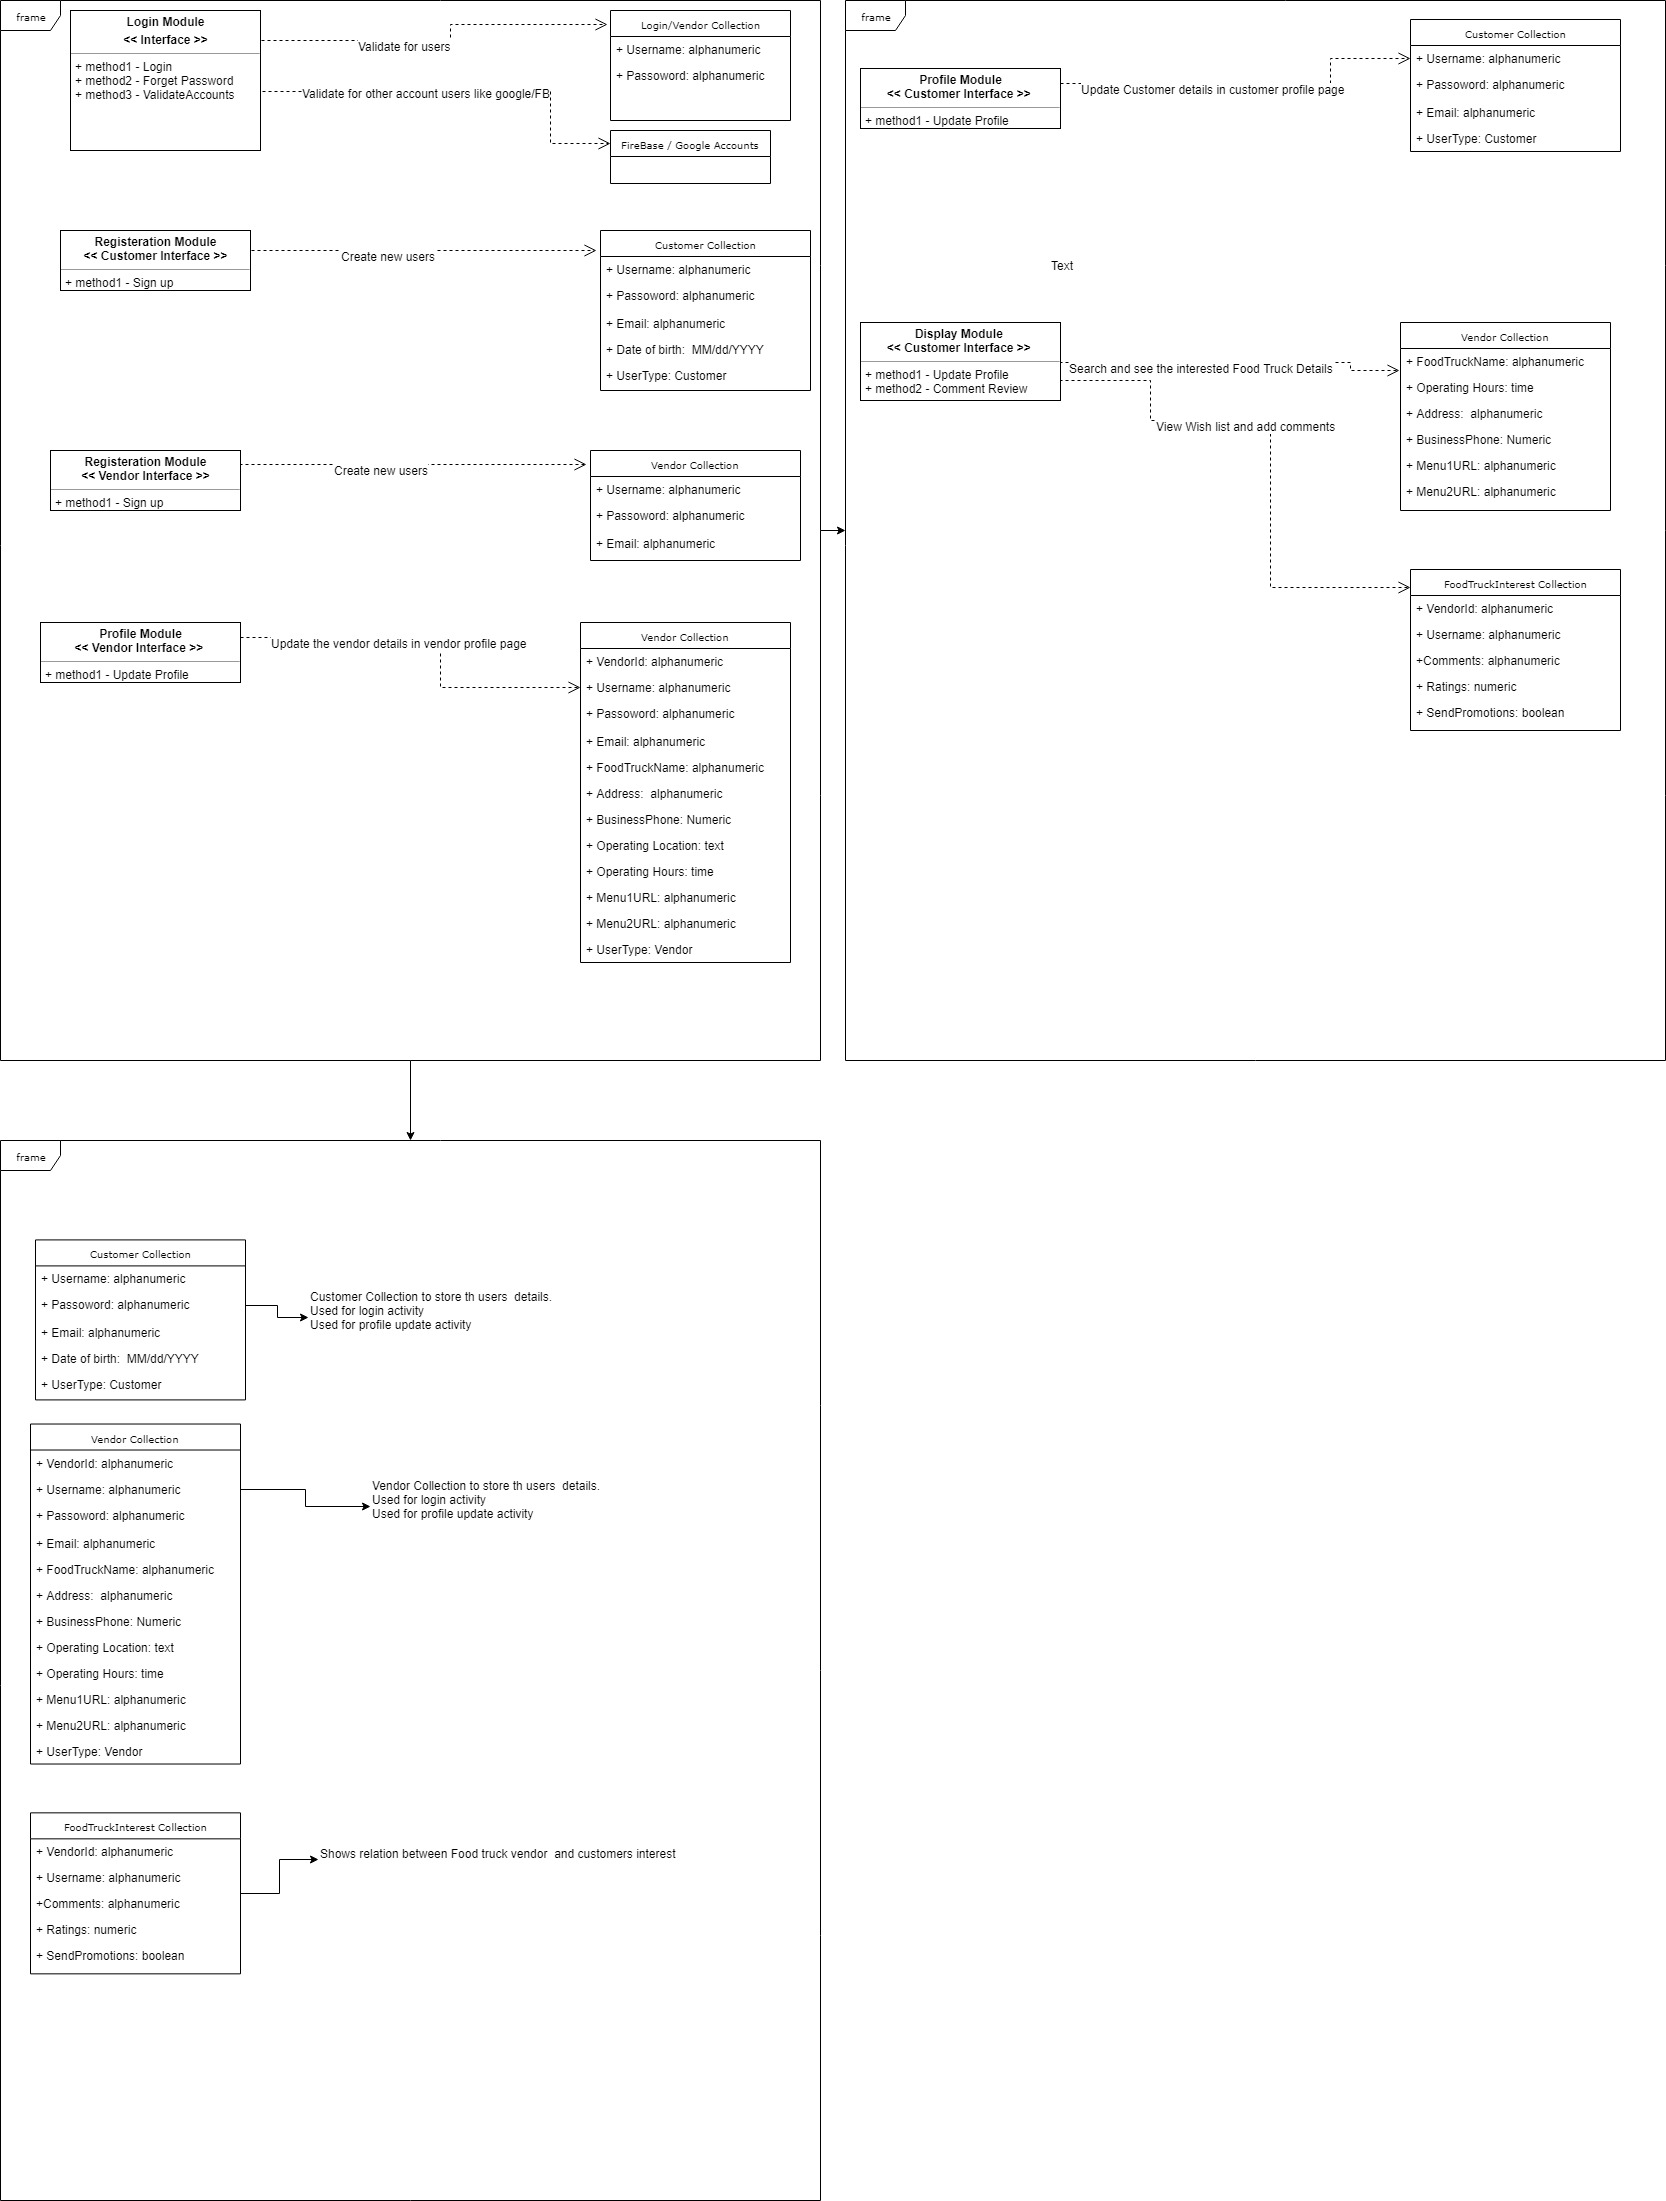 frame
Login Module
<< Interface >>
+ method1 - Login
+ method2 - Forget Password
+ method3 - ValidateAccounts
Validate for users
Validate for other account users like google/FB
Login/Vendor Collection
+ Username: alphanumeric
+ Passoword: alphanumeric
FireBase / Google Accounts
Registeration Module
<< Customer Interface >>
+ method1 - Sign up
Create new users
Customer Collection
+ Username: alphanumeric
+ Passoword: alphanumeric
+ Email: alphanumeric
+ Date of birth:  MM/dd/YYYY
+ UserType: Customer
Registeration Module
<< Vendor Interface >>
+ method1 - Sign up
Create new users
Vendor Collection
+ Username: alphanumeric
+ Passoword: alphanumeric
+ Email: alphanumeric
Profile Module
<< Vendor Interface >>
+ method1 - Update Profile
Update the vendor details in vendor profile page
Vendor Collection
+ VendorId: alphanumeric
+ Username: alphanumeric
+ Passoword: alphanumeric
+ Email: alphanumeric
+ FoodTruckName: alphanumeric
+ Address:  alphanumeric
+ BusinessPhone: Numeric
+ Operating Location: text
+ Operating Hours: time
+ Menu1URL: alphanumeric
+ Menu2URL: alphanumeric
+ UserType: Vendor
frame
Profile Module
<< Customer Interface >>
+ method1 - Update Profile
Update Customer details in customer profile page
Customer Collection
+ Username: alphanumeric
+ Passoword: alphanumeric
+ Email: alphanumeric
+ UserType: Customer
Text
Display Module
<< Customer Interface >>
+ method1 - Update Profile
+ method2 - Comment Review
Search and see the interested Food Truck Details
View Wish list and add comments
Vendor Collection
+ FoodTruckName: alphanumeric
+ Operating Hours: time
+ Address:  alphanumeric
+ BusinessPhone: Numeric
+ Menu1URL: alphanumeric
+ Menu2URL: alphanumeric
FoodTruckInterest Collection
+ VendorId: alphanumeric
+ Username: alphanumeric
+Comments: alphanumeric
+ Ratings: numeric
+ SendPromotions: boolean
frame
Customer Collection
+ Username: alphanumeric
+ Passoword: alphanumeric
+ Email: alphanumeric
+ Date of birth:  MM/dd/YYYY
+ UserType: Customer
Customer Collection to store th users  details.
Used for login activity
Used for profile update activity
Vendor Collection
+ VendorId: alphanumeric
+ Username: alphanumeric
+ Passoword: alphanumeric
+ Email: alphanumeric
+ FoodTruckName: alphanumeric
+ Address:  alphanumeric
+ BusinessPhone: Numeric
+ Operating Location: text
+ Operating Hours: time
+ Menu1URL: alphanumeric
+ Menu2URL: alphanumeric
+ UserType: Vendor
Vendor Collection to store th users  details.
Used for login activity
Used for profile update activity
FoodTruckInterest Collection
+ VendorId: alphanumeric
+ Username: alphanumeric
+Comments: alphanumeric
+ Ratings: numeric
+ SendPromotions: boolean
Shows relation between Food truck vendor  and customers interest